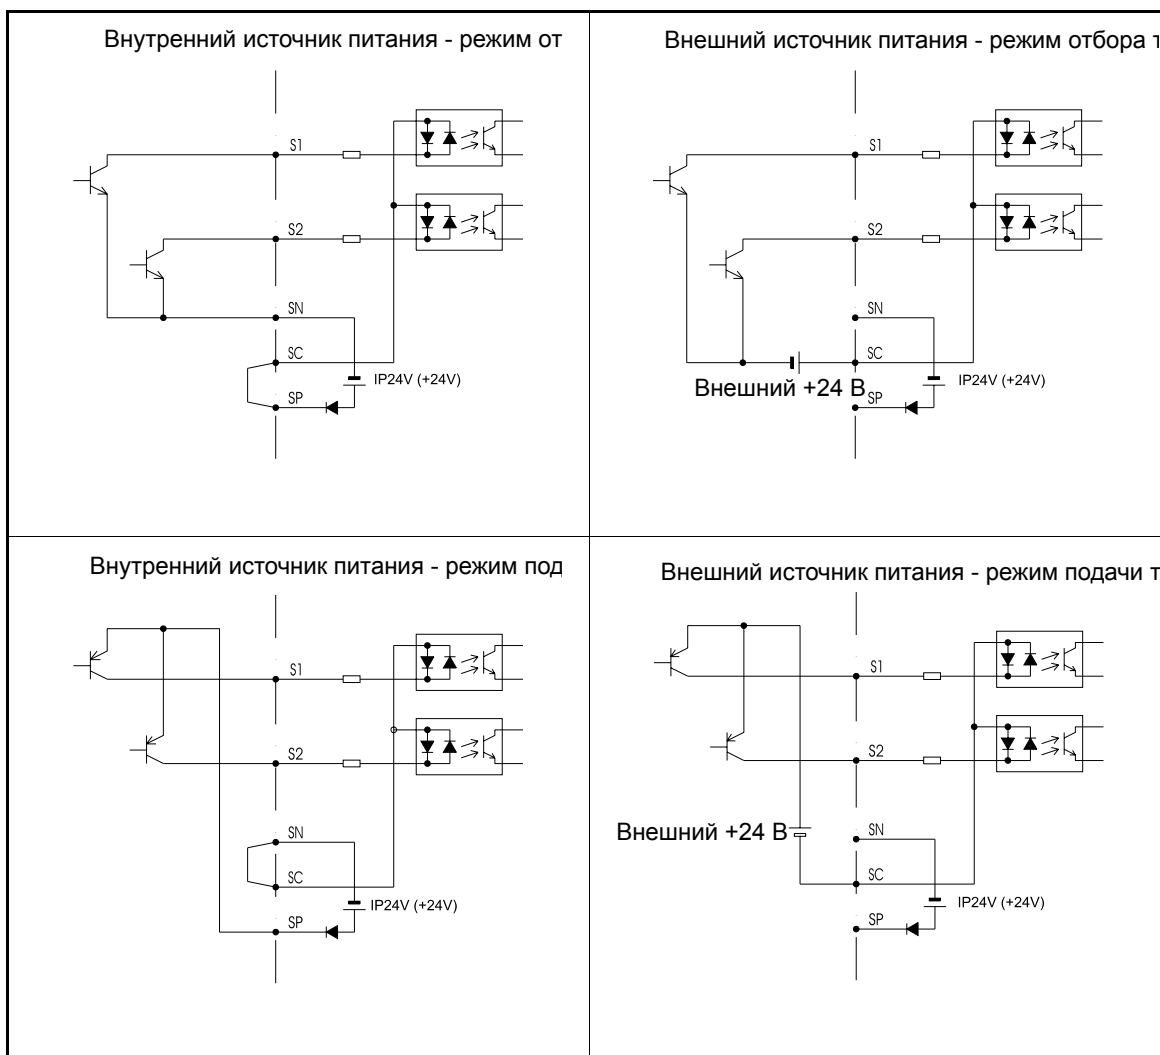 Внутренний источник питания - режим от
S1
S2
SN
SC
IP24V (+24V)
SP
Внешний источник питания - режим отбора т
S1
S2
SN
SC
IP24V (+24V)
Внешний +24 В
SP
Внутренний источник питания - режим под
S1
S2
SN
SC
IP24V (+24V)
SP
Внешний источник питания - режим подачи т
S1
S2
Внешний +24 В
SN
SC
IP24V (+24V)
SP